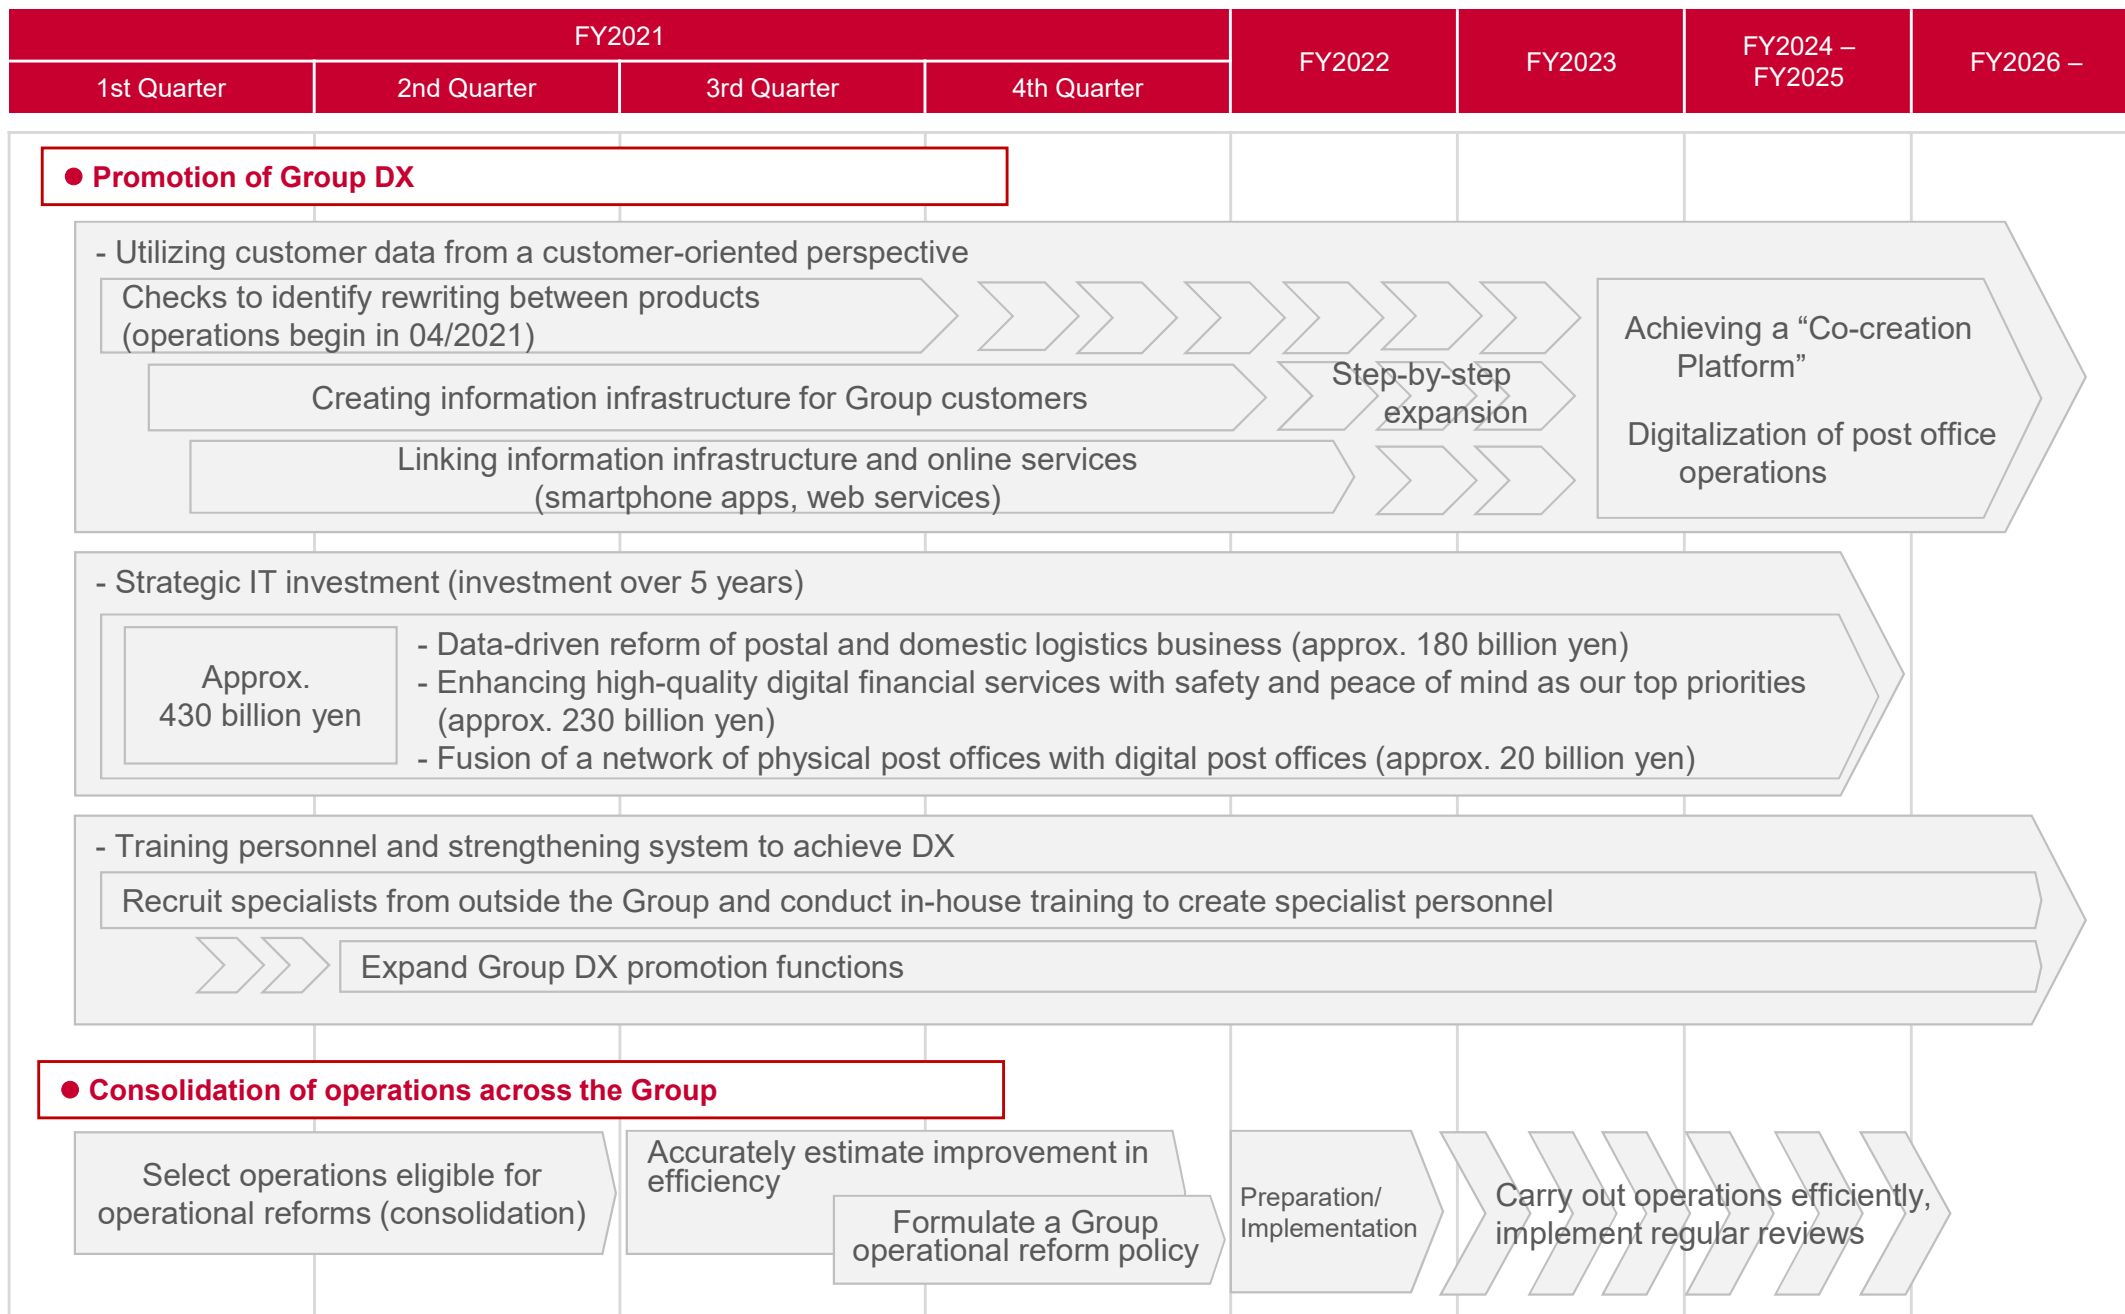 FY2021
FY2022
FY2023
FY2024 –
FY2025
FY2026 –
1st Quarter
2nd Quarter
3rd Quarter
4th Quarter
● Promotion of Group DX
- Utilizing customer data from a customer-oriented perspective
Checks to identify rewriting between products
(operations begin in 04/2021)
Creating information infrastructure for Group customers
Step-by-step
expansion
Linking information infrastructure and online services
(smartphone apps, web services)
Achieving a “Co-creation
Platform”
Digitalization of post office
operations
- Strategic IT investment (investment over 5 years)
Approx.
430 billion yen
- Data-driven reform of postal and domestic logistics business (approx. 180 billion yen)
- Enhancing high-quality digital financial services with safety and peace of mind as our top priorities
(approx. 230 billion yen)
- Fusion of a network of physical post offices with digital post offices (approx. 20 billion yen)
- Training personnel and strengthening system to achieve DX
Recruit specialists from outside the Group and conduct in-house training to create specialist personnel
Expand Group DX promotion functions
● Consolidation of operations across the Group
Select operations eligible for
operational reforms (consolidation)
Accurately estimate improvement in
efficiency
Formulate a Group
operational reform policy
Preparation/
Implementation
Carry out operations efficiently,
implement regular reviews